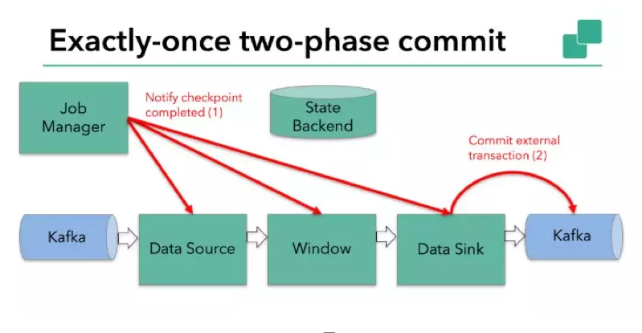 Exactly-once two-phase commit
Notify checkpoint
completed (1)
Job
Manager
State
Backend
Commit external
transaction (2)
Kafka
Data Source
Window
Data Sink
Kafka